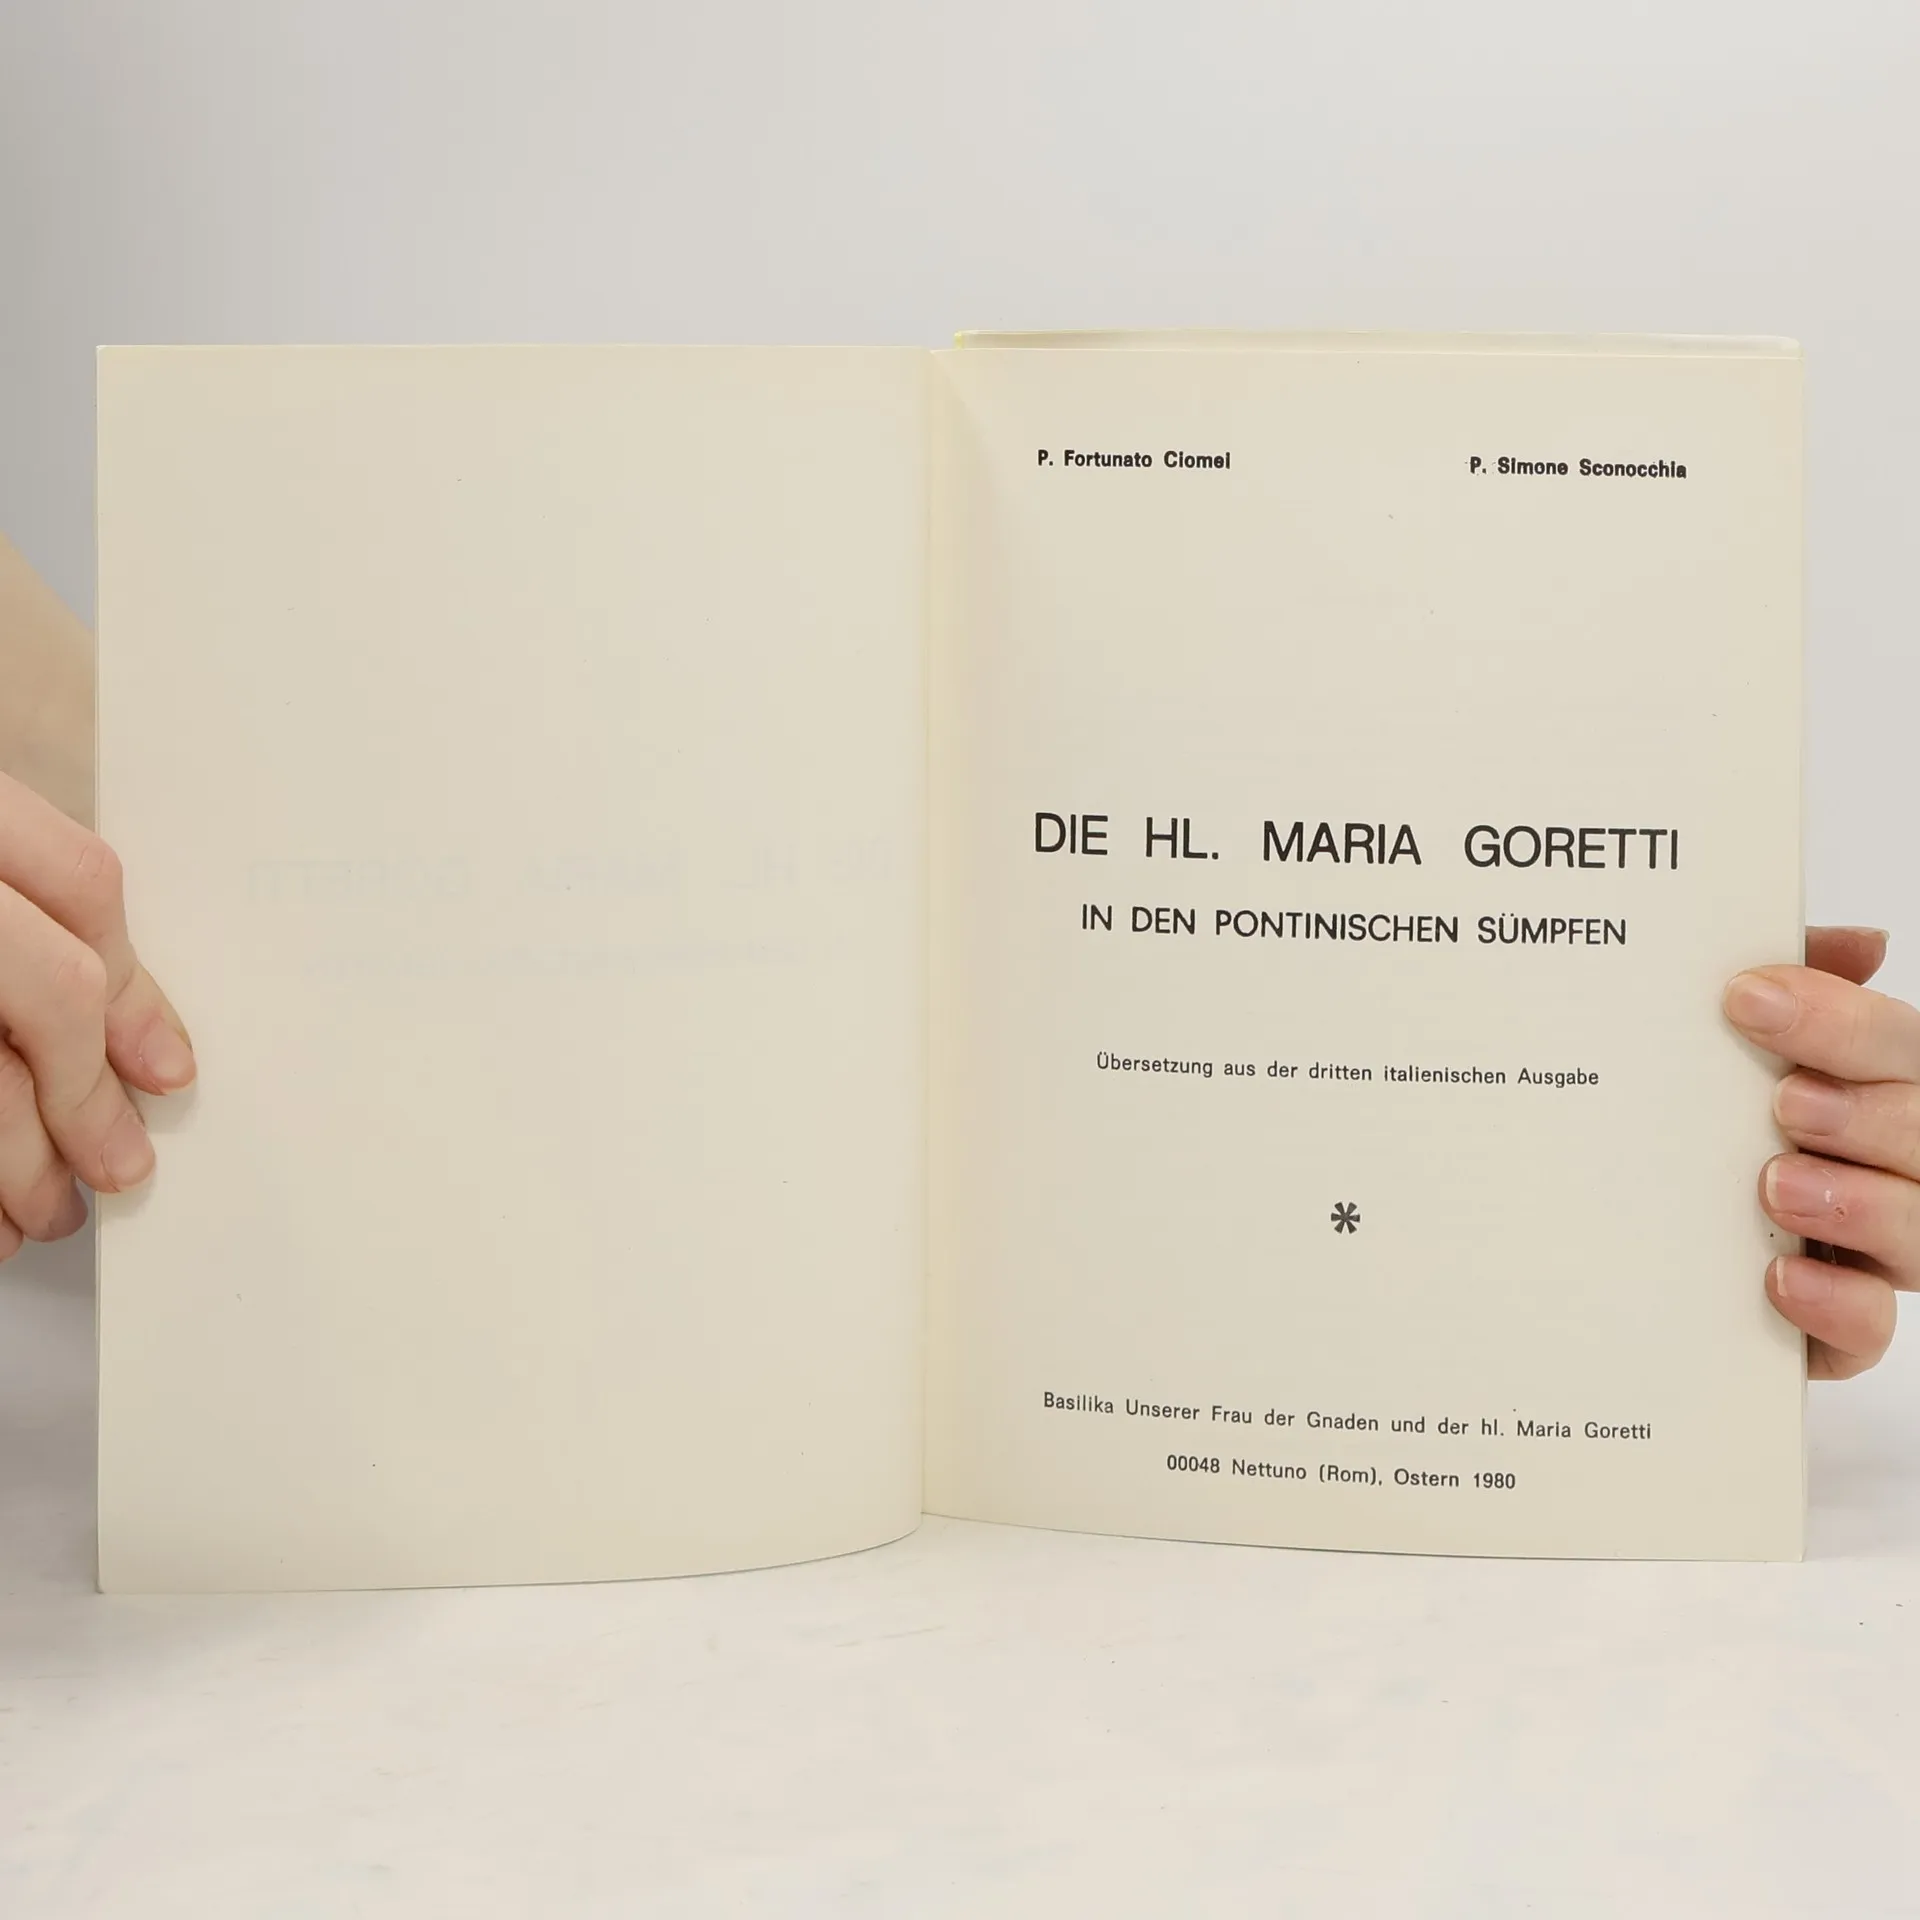 P. Fortunato Ciomei P. Simone Sconocchia
DIE HL. MARIA GORETTI
IN DEN PONTINISCHEN SÜMPFEN
Übersetzung aus der dritten italienischen Ausgabe
*
Basilika Unserer Frau der Gnaden und der hl. Maria Goretti
00048 Nettuno (Rom), Ostern 1980